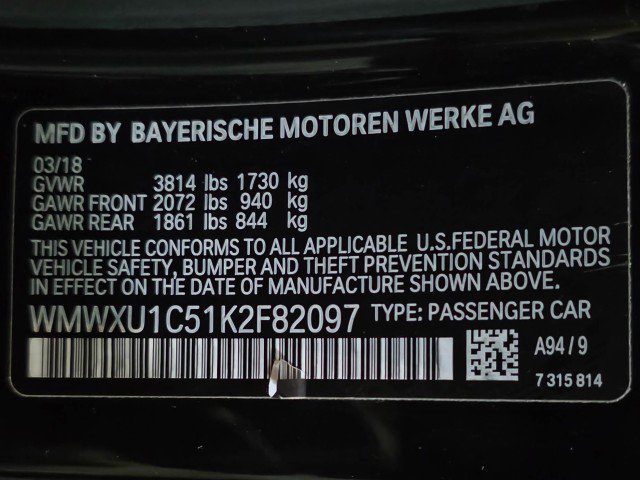 MFD BY BAYERISCHE MOTOREN WERKE AG
03/18
GVWR 3814 lbs 1730 kg
GAWR FRONT 2072 lbs 940 kg
GAWR REAR 1861 lbs 844 kg
THIS VEHICLE CONFORMS TO ALL APPLICABLE U.S.FEDERAL MOTOR
VEHICLE SAFETY, BUMPER AND THEFT PREVENTION STANDARDS
IN EFFECT ON THE DATE OF MANUFACTURE SHOWN ABOVE.
WMWXU1C51K2F82097 TYPE: PASSENGER CAR
A94/9
7 315 814